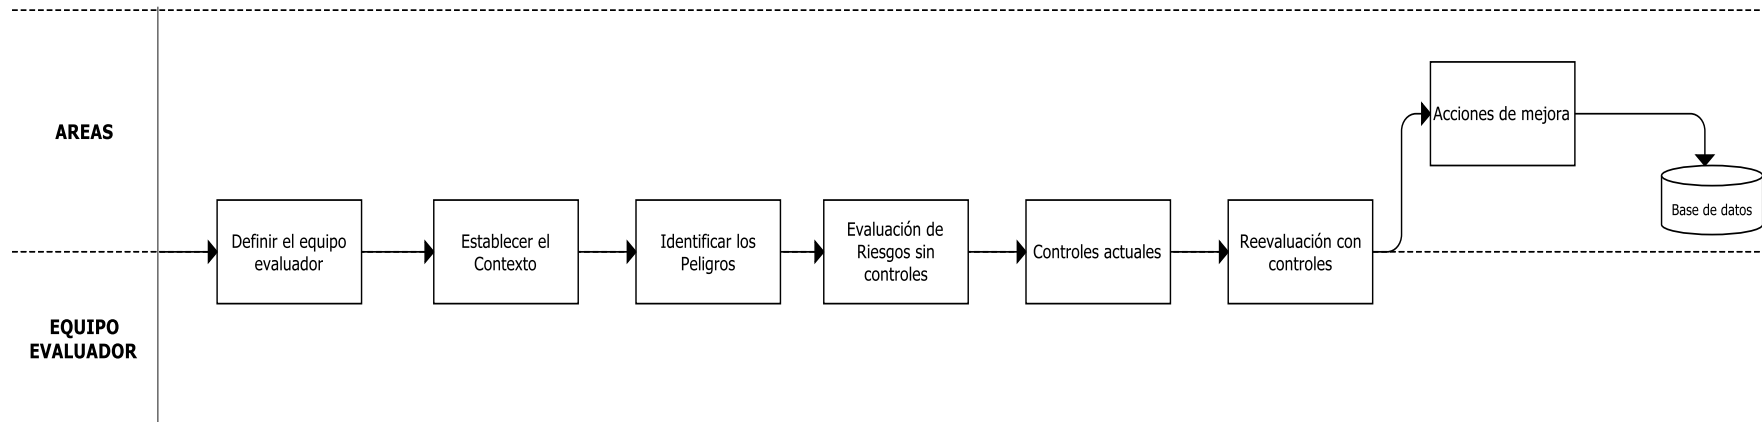 AREAS
EQUIPO
EVALUADOR
Definir el equipo
evaluador
Establecer el
Contexto
Identificar los
Peligros
Evaluación de
Riesgos sin
controles
Controles actuales
Reevaluación con
controles
Acciones de mejora
Base de datos